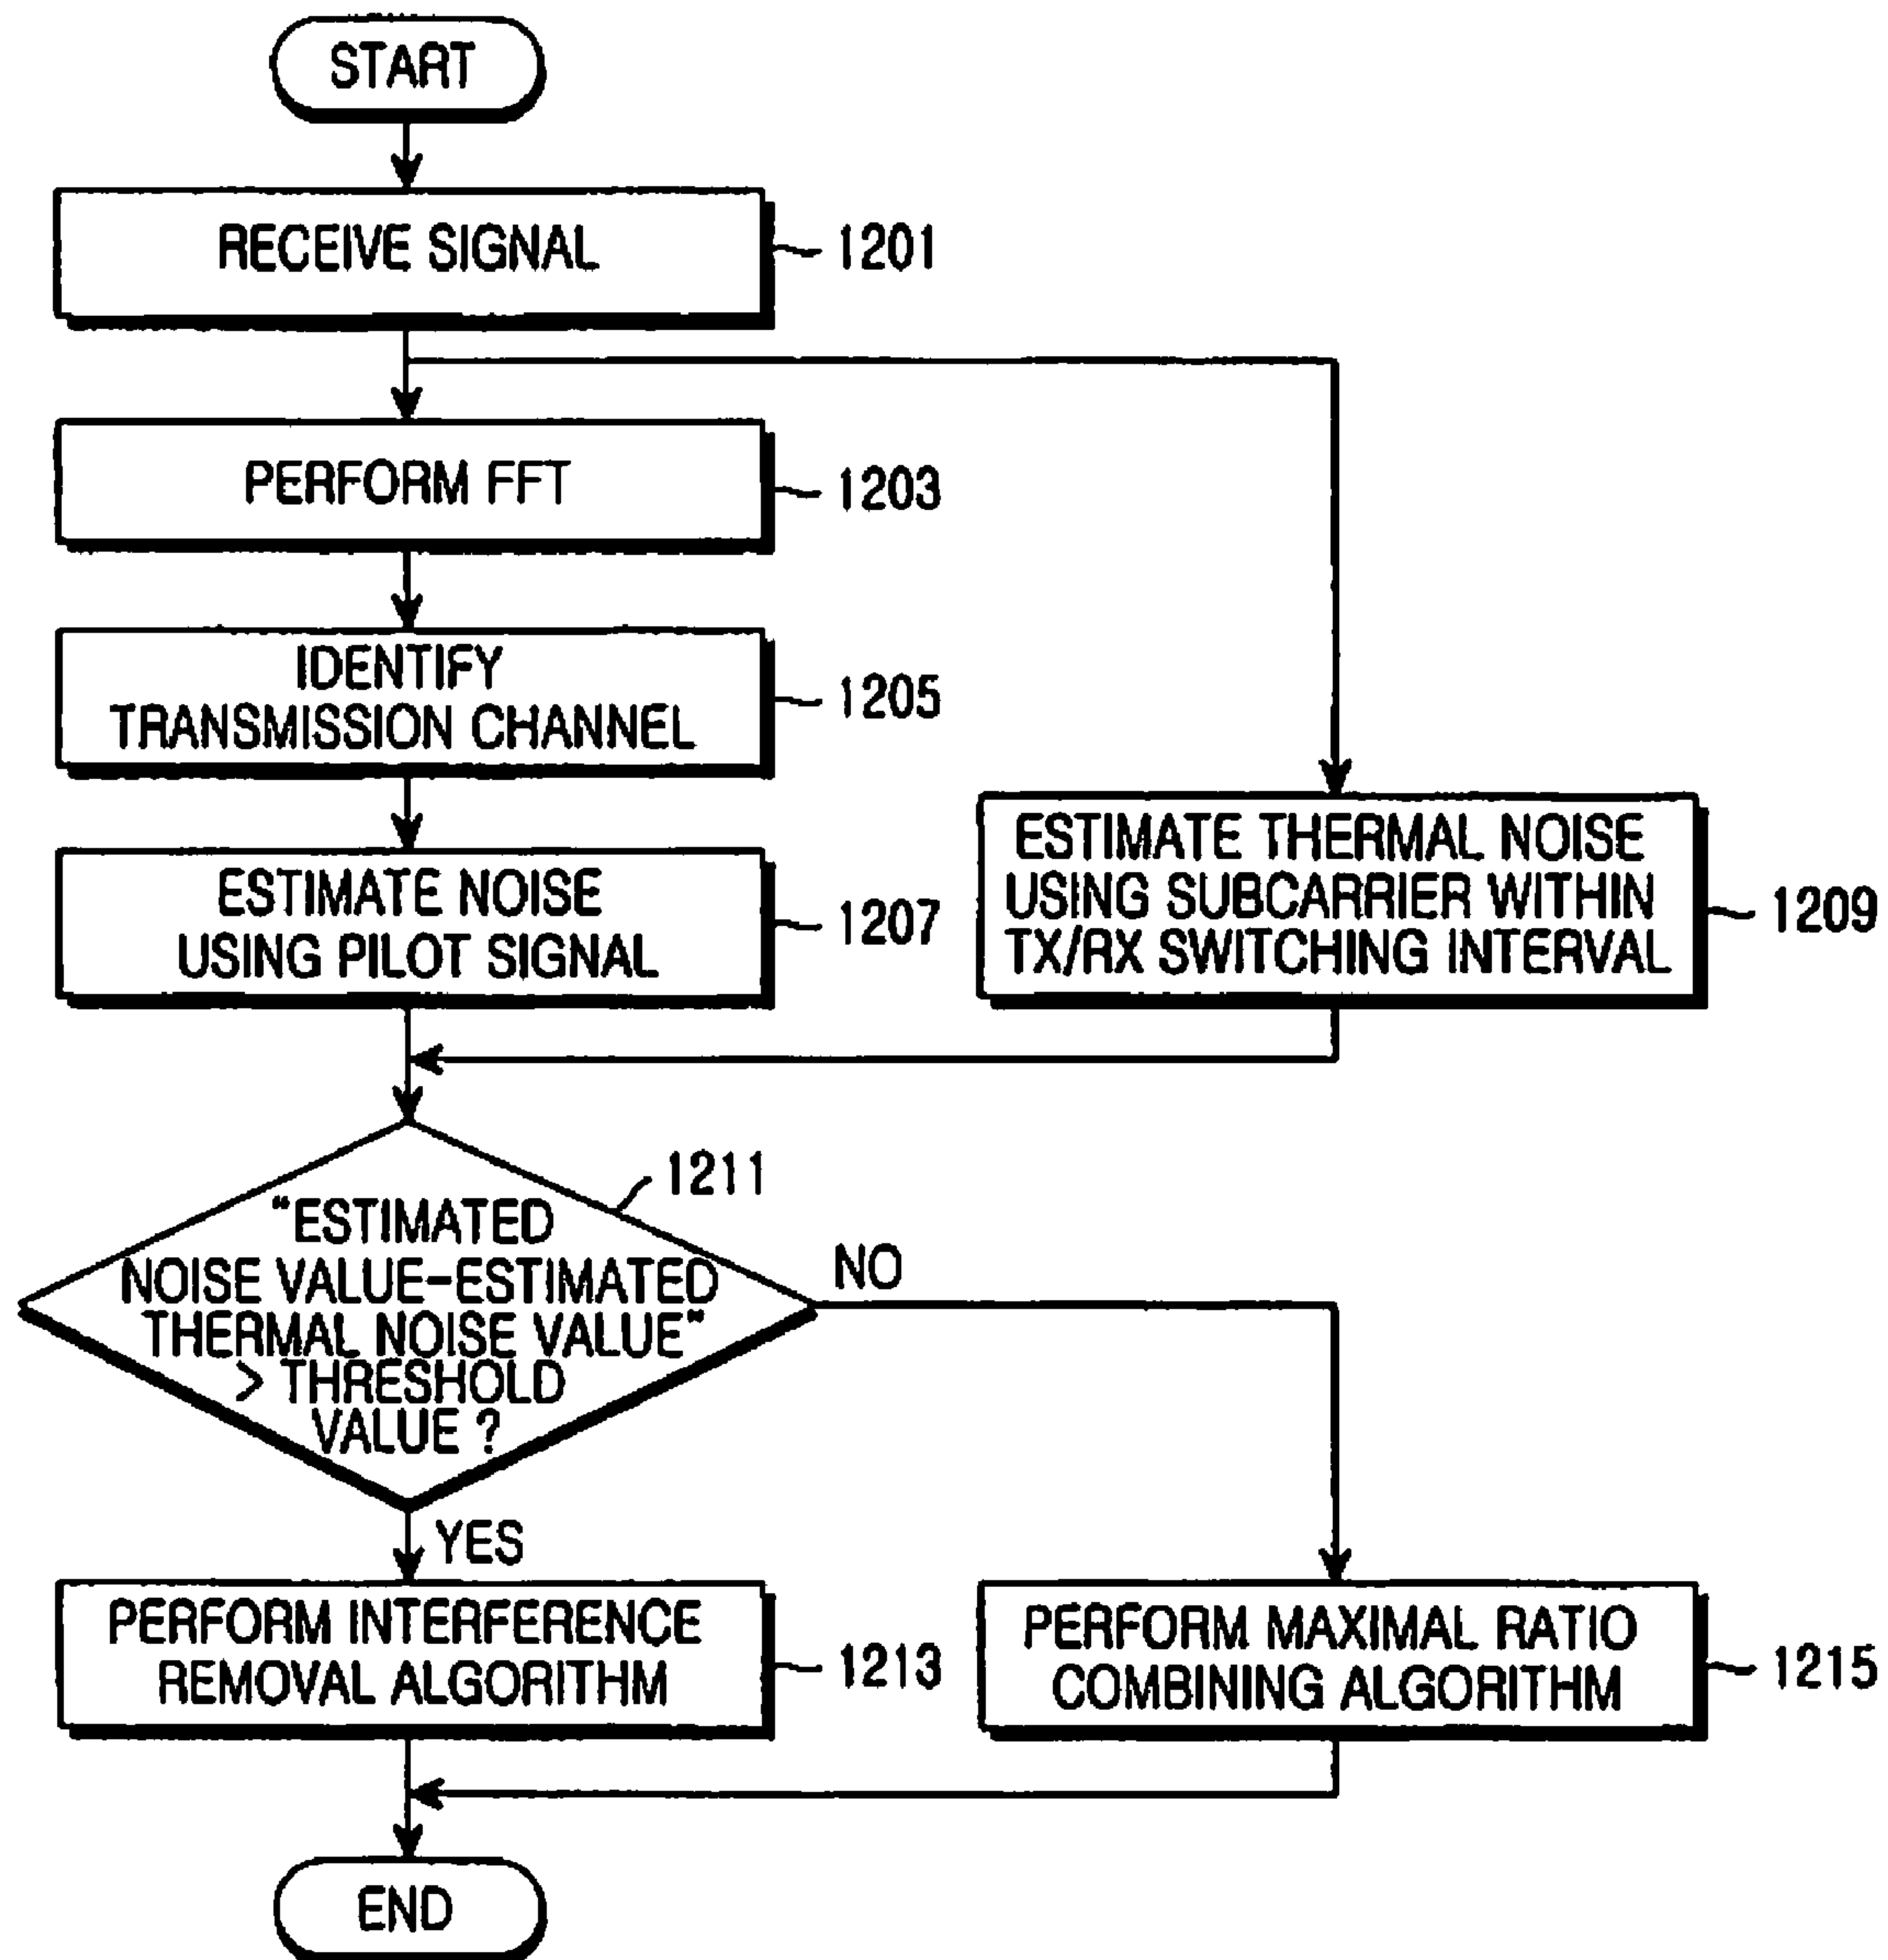 START
RECEIVE SIGNAL
1201
PERFORM FFT
1203
IDENTIFY
TRANSMISSION CHANNEL
1205
ESTIMATE NOISE
USING PILOT SIGNAL
1207
ESTIMATE THERMAL NOISE
USING SUBCARRIER WITHIN
TX/RX SWITCHING INTERVAL
1209
1211
"ESTIMATED
NOISE VALUE-ESTIMATED
THERMAL NOISE VALUE"
> THRESHOLD
VALUE ?
NO
YES
PERFORM INTERFERENCE
REMOVAL ALGORITHM
1213
PERFORM MAXIMAL RATIO
COMBINING ALGORITHM
1215
END